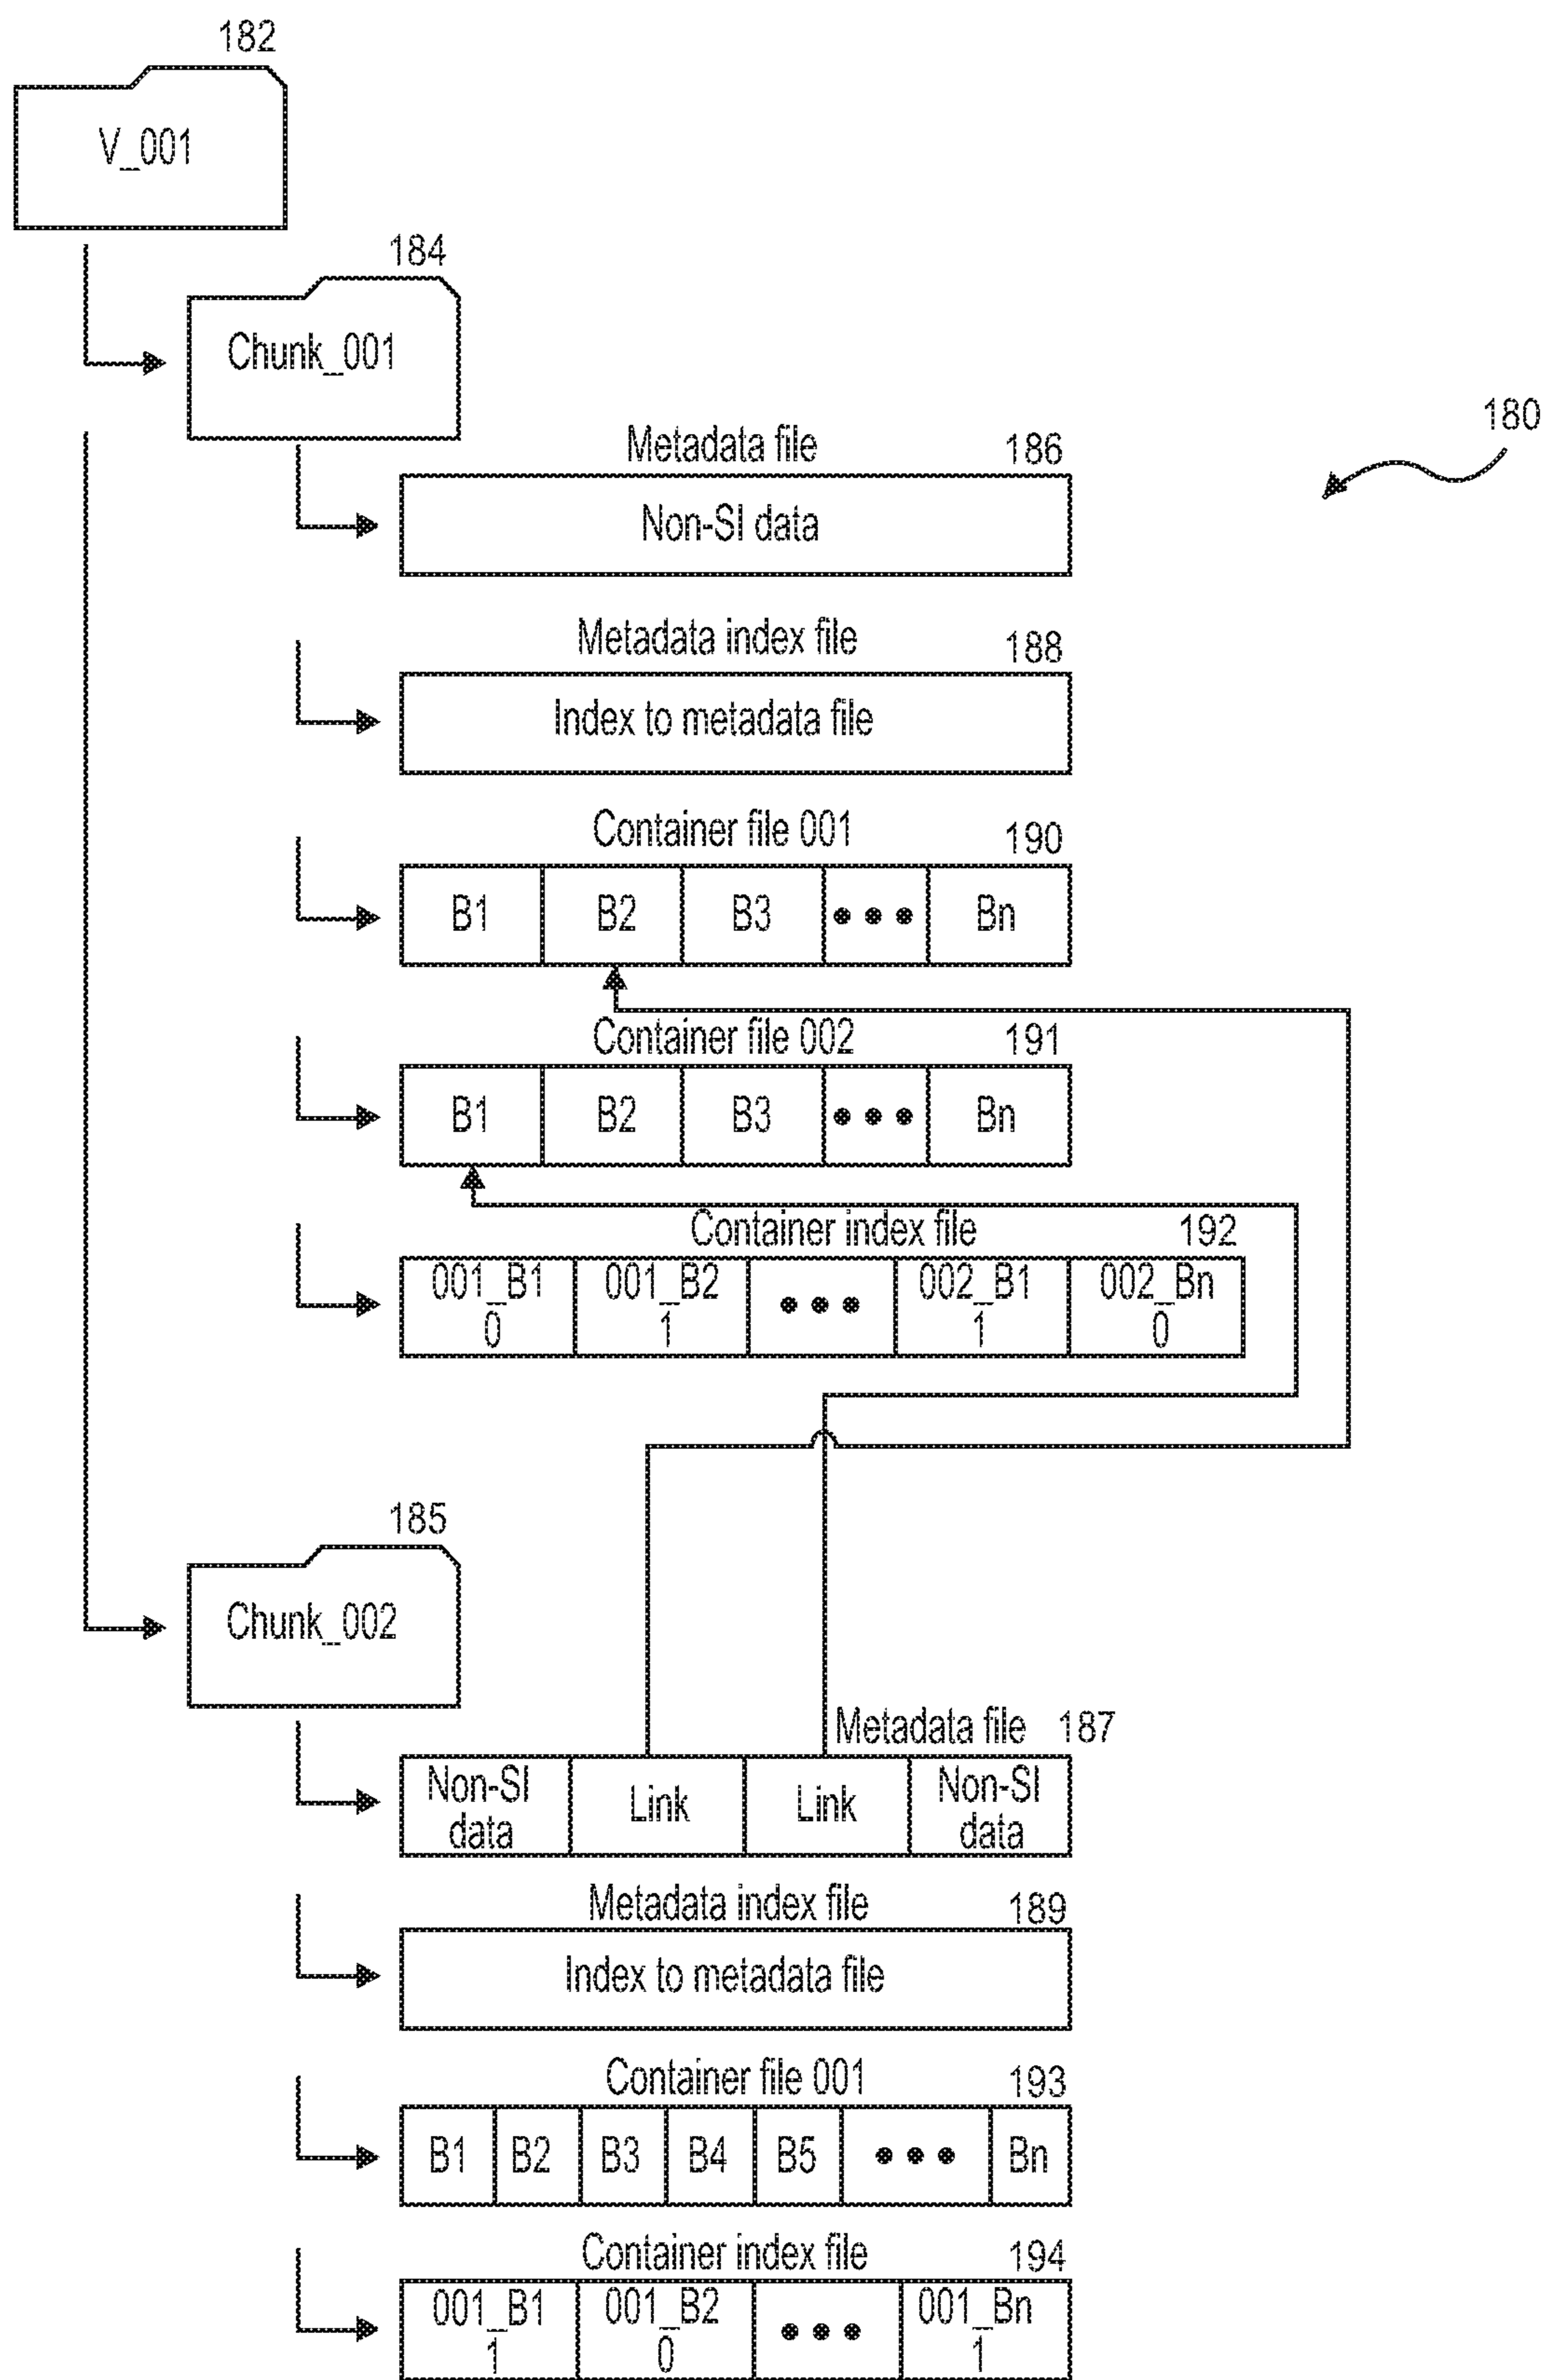 182
V_001
184
Chunk_001
180
Metadata file 186
Non-SI data
Metadata index file 188
Index to metadata file
Container file 001 190
B1 B2 B3 ••• Bn
Container file 002 191
B1 B2 B3 ••• Bn
Container index file 192
001_B1 001_B2 ••• 002_B1 002_Bn
0 1 1 0
185
Chunk_002
Metadata file 187
Non-SI Link Link Non-SI
data data
Metadata index file 189
Index to metadata file
Container file 001 193
B1 B2 B3 B4 B5 ••• Bn
Container index file 194
001_B1 001_B2 ••• 001_Bn
1 0 1